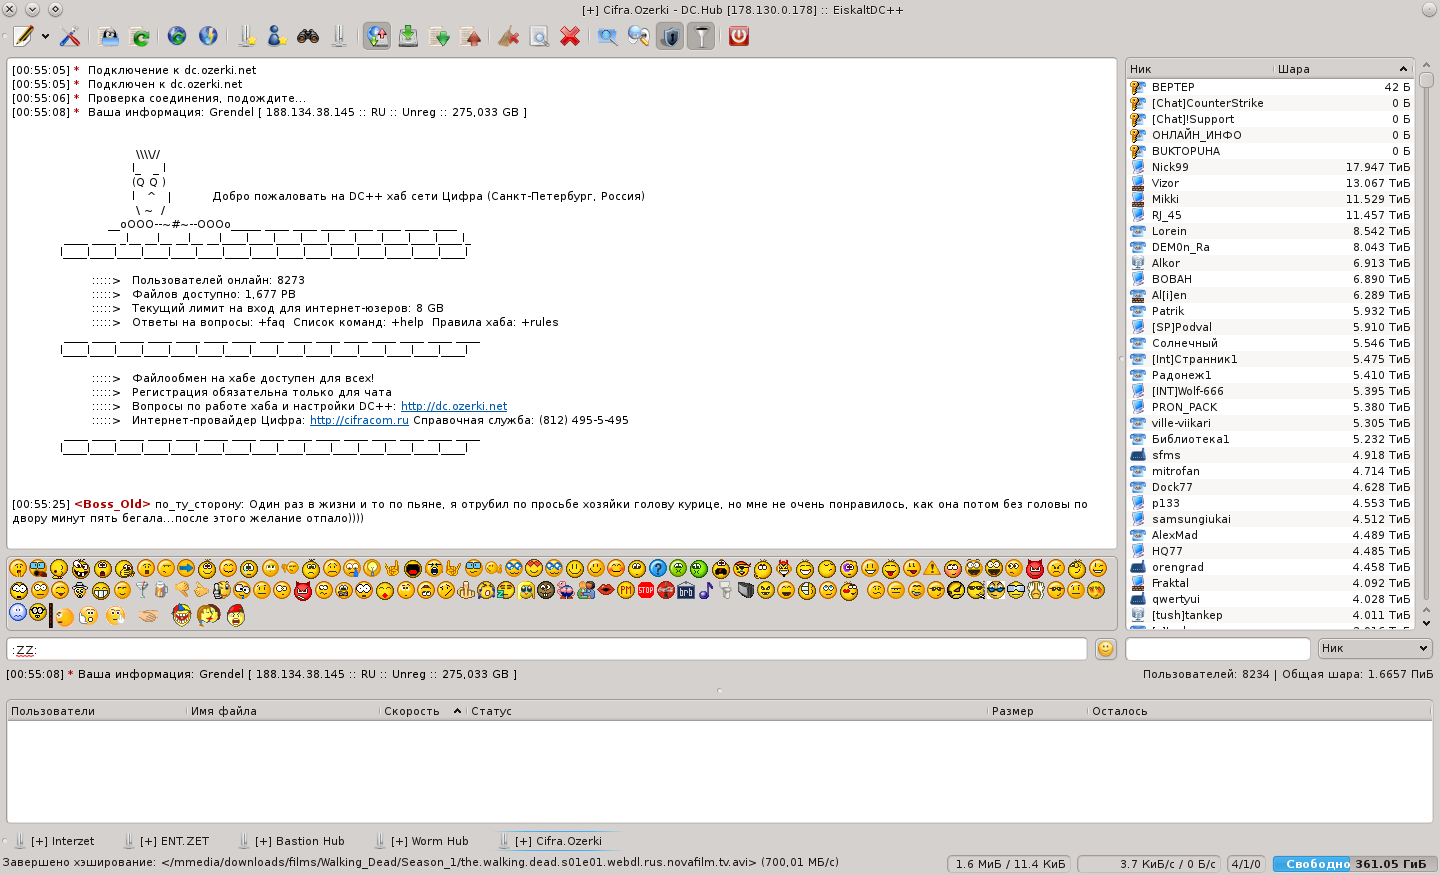 [+] Cifra.Ozerki - DC.Hub [178.130.0.178] :: EiskaltDC++
[00:55:05] * Подключение к dc.ozerki.net
[00:55:05] * Подключен к dc.ozerki.net
[00:55:06] * Проверка соединения, подождите...
[00:55:08] * Ваша информация: Grendel [ 188.134.38.145 :: RU :: Unreg :: 275,033 GB ]
Добро пожаловать на DC++ хаб сети Цифра (Санкт-Петербург, Россия)
:::::> Пользователей онлайн: 8273
:::::> Файлов доступно: 1,677 PB
:::::> Текущий лимит на вход для интернет-юзеров: 8 GB
:::::> Ответы на вопросы: +faq Список команд: +help Правила хаба: +rules
:::::> Файлообмен на хабе доступен для всех!
:::::> Регистрация обязательна только для чата
:::::> Вопросы по работе хаба и настройки DC++: http://dc.ozerki.net
:::::> Интернет-провайдер Цифра: http://cifracom.ru Справочная служба: (812) 495-5-495
[00:55:25] <Boss_Old> по_ту_сторону: Один раз в жизни и то по пьяне, я отрубил по просьбе хозяйки голову курице, но мне не очень понравилось, как она потом без головы по
двору минут пять бегала...после этого желание отпало))))
Ник Шара
ВЕРТЕР 42 Б
[Chat]CounterStrike 0 Б
[Chat]!Support 0 Б
ОНЛАЙН_ИНФО 0 Б
BUKTOPUHA 0 Б
Nick99 17.947 ТиБ
Vizor 13.067 ТиБ
Mikki 11.529 ТиБ
RJ_45 11.457 ТиБ
Lorein 8.542 ТиБ
DEM0n_Ra 8.043 ТиБ
Alkor 6.913 ТиБ
BOBAH 6.890 ТиБ
Al[i]en 6.289 ТиБ
Patrik 5.932 ТиБ
[SP]Podval 5.910 ТиБ
Солнечный 5.546 ТиБ
[Int]Странник1 5.475 ТиБ
Радонеж1 5.410 ТиБ
[INT]Wolf-666 5.395 ТиБ
PRON_PACK 5.380 ТиБ
ville-viikari 5.305 ТиБ
Библиотека1 5.232 ТиБ
sfms 4.918 ТиБ
mitrofan 4.714 ТиБ
Dock77 4.628 ТиБ
p133 4.553 ТиБ
samsungiukai 4.512 ТиБ
AlexMad 4.489 ТиБ
HQ77 4.485 ТиБ
orengrad 4.458 ТиБ
Fraktal 4.092 ТиБ
qwertyui 4.028 ТиБ
[tush]tankep 4.011 ТиБ
PM STOP brb
:ZZ:
Ник
[00:55:08] * Ваша информация: Grendel [ 188.134.38.145 :: RU :: Unreg :: 275,033 GB ]
Пользователей: 8234 | Общая шара: 1.6657 ПиБ
Пользователи Имя файла Скорость Статус Размер Осталось
[+] Interzet [+] ENT.ZET [+] Bastion Hub [+] Worm Hub [+] Cifra.Ozerki
Завершено хэширование: </mmedia/downloads/films/Walking_Dead/Season_1/the.walking.dead.s01e01.webdl.rus.novafilm.tv.avi> (700,01 МБ/с)
1.6 МиБ / 11.4 КиБ 3.7 КиБ/с / 0 Б/с 4/1/0 Свободно 361.05 ГиБ